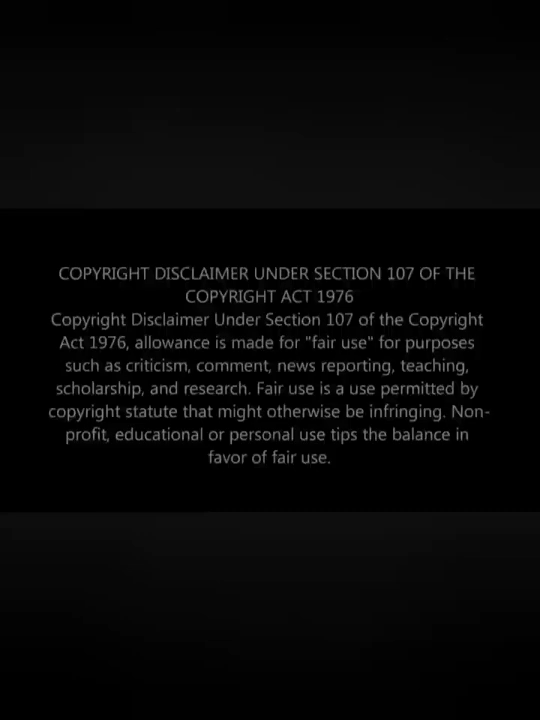 COPYRIGHT DISCLAIMER UNDER SECTION 107 OF THE
COPYRIGHT ACT 1976
Copyright Disclaimer Under Section 107 of the Copyright
Act 1976, allowance is made for "fair use" for purposes
such as criticism, comment, news reporting, teaching,
scholarship, and research. Fair use is a use permitted by
copyright statute that might otherwise be infringing. Non-
profit, educational or personal use tips the balance in
favor of fair use.